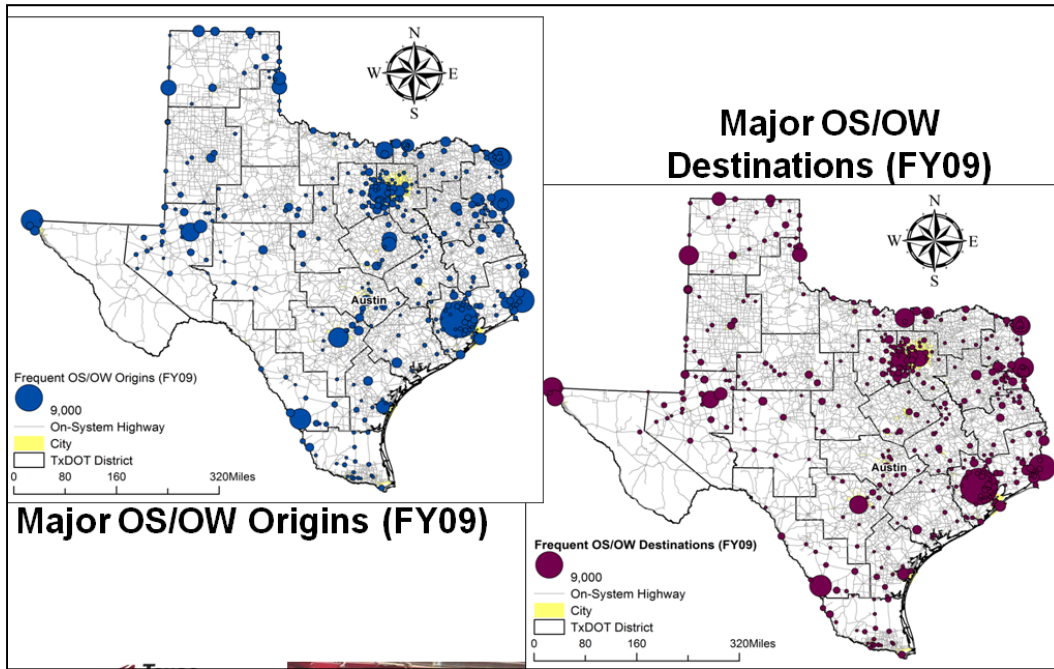 N
W E
S
Austin
Frequent OS/OW Origins (FY09)
9,000
On-System Highway
City
TxDOT District
0 80 160 320Miles
Major OS/OW Origins (FY09)
Major OS/OW
Destinations (FY09)
N
W E
S
Austin
Frequent OS/OW Destinations (FY09)
9,000
On-System Highway
City
TxDOT District
0 80 160 320Miles